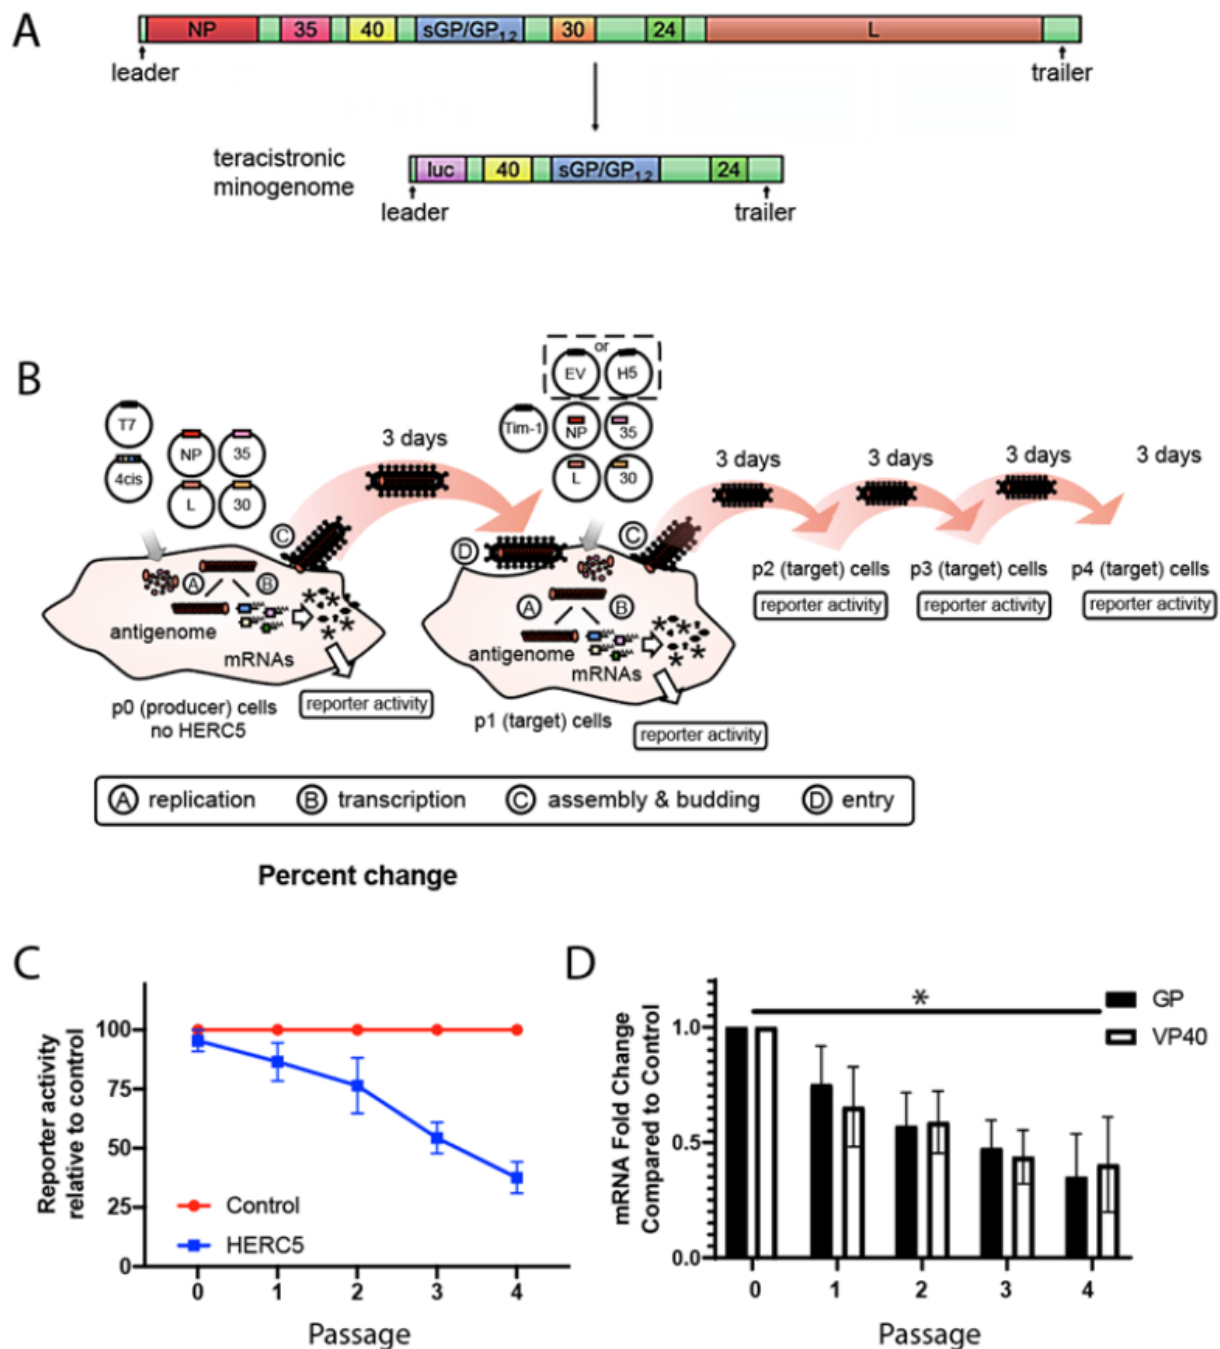 A
NP 35 40 sGP/GP1,2 30 24 L
leader trailer
teracistronic
minogenome
luc 40 sGP/GP1,2 24
leader trailer
B
or
EV H5
T7
Tim-1 NP 35
NP 35
4cis
L 30
L 30
3 days
3 days 3 days 3 days 3 days
C
D C
A B
A B
antigenome
mRNAs
antigenome
mRNAs
p0 (producer) cells
no HERC5
reporter activity
p1 (target) cells
reporter activity
p2 (target) cells
reporter activity
p3 (target) cells
reporter activity
p4 (target) cells
reporter activity
A replication B transcription C assembly & budding D entry
Percent change
C
Reporter activity
relative to control
100
75
50
25
0
Control
HERC5
0 1 2 3 4
Passage
D
mRNA Fold Change
Compared to Control
1.0
0.5
0.0
*
GP
VP40
0 1 2 3 4
Passage